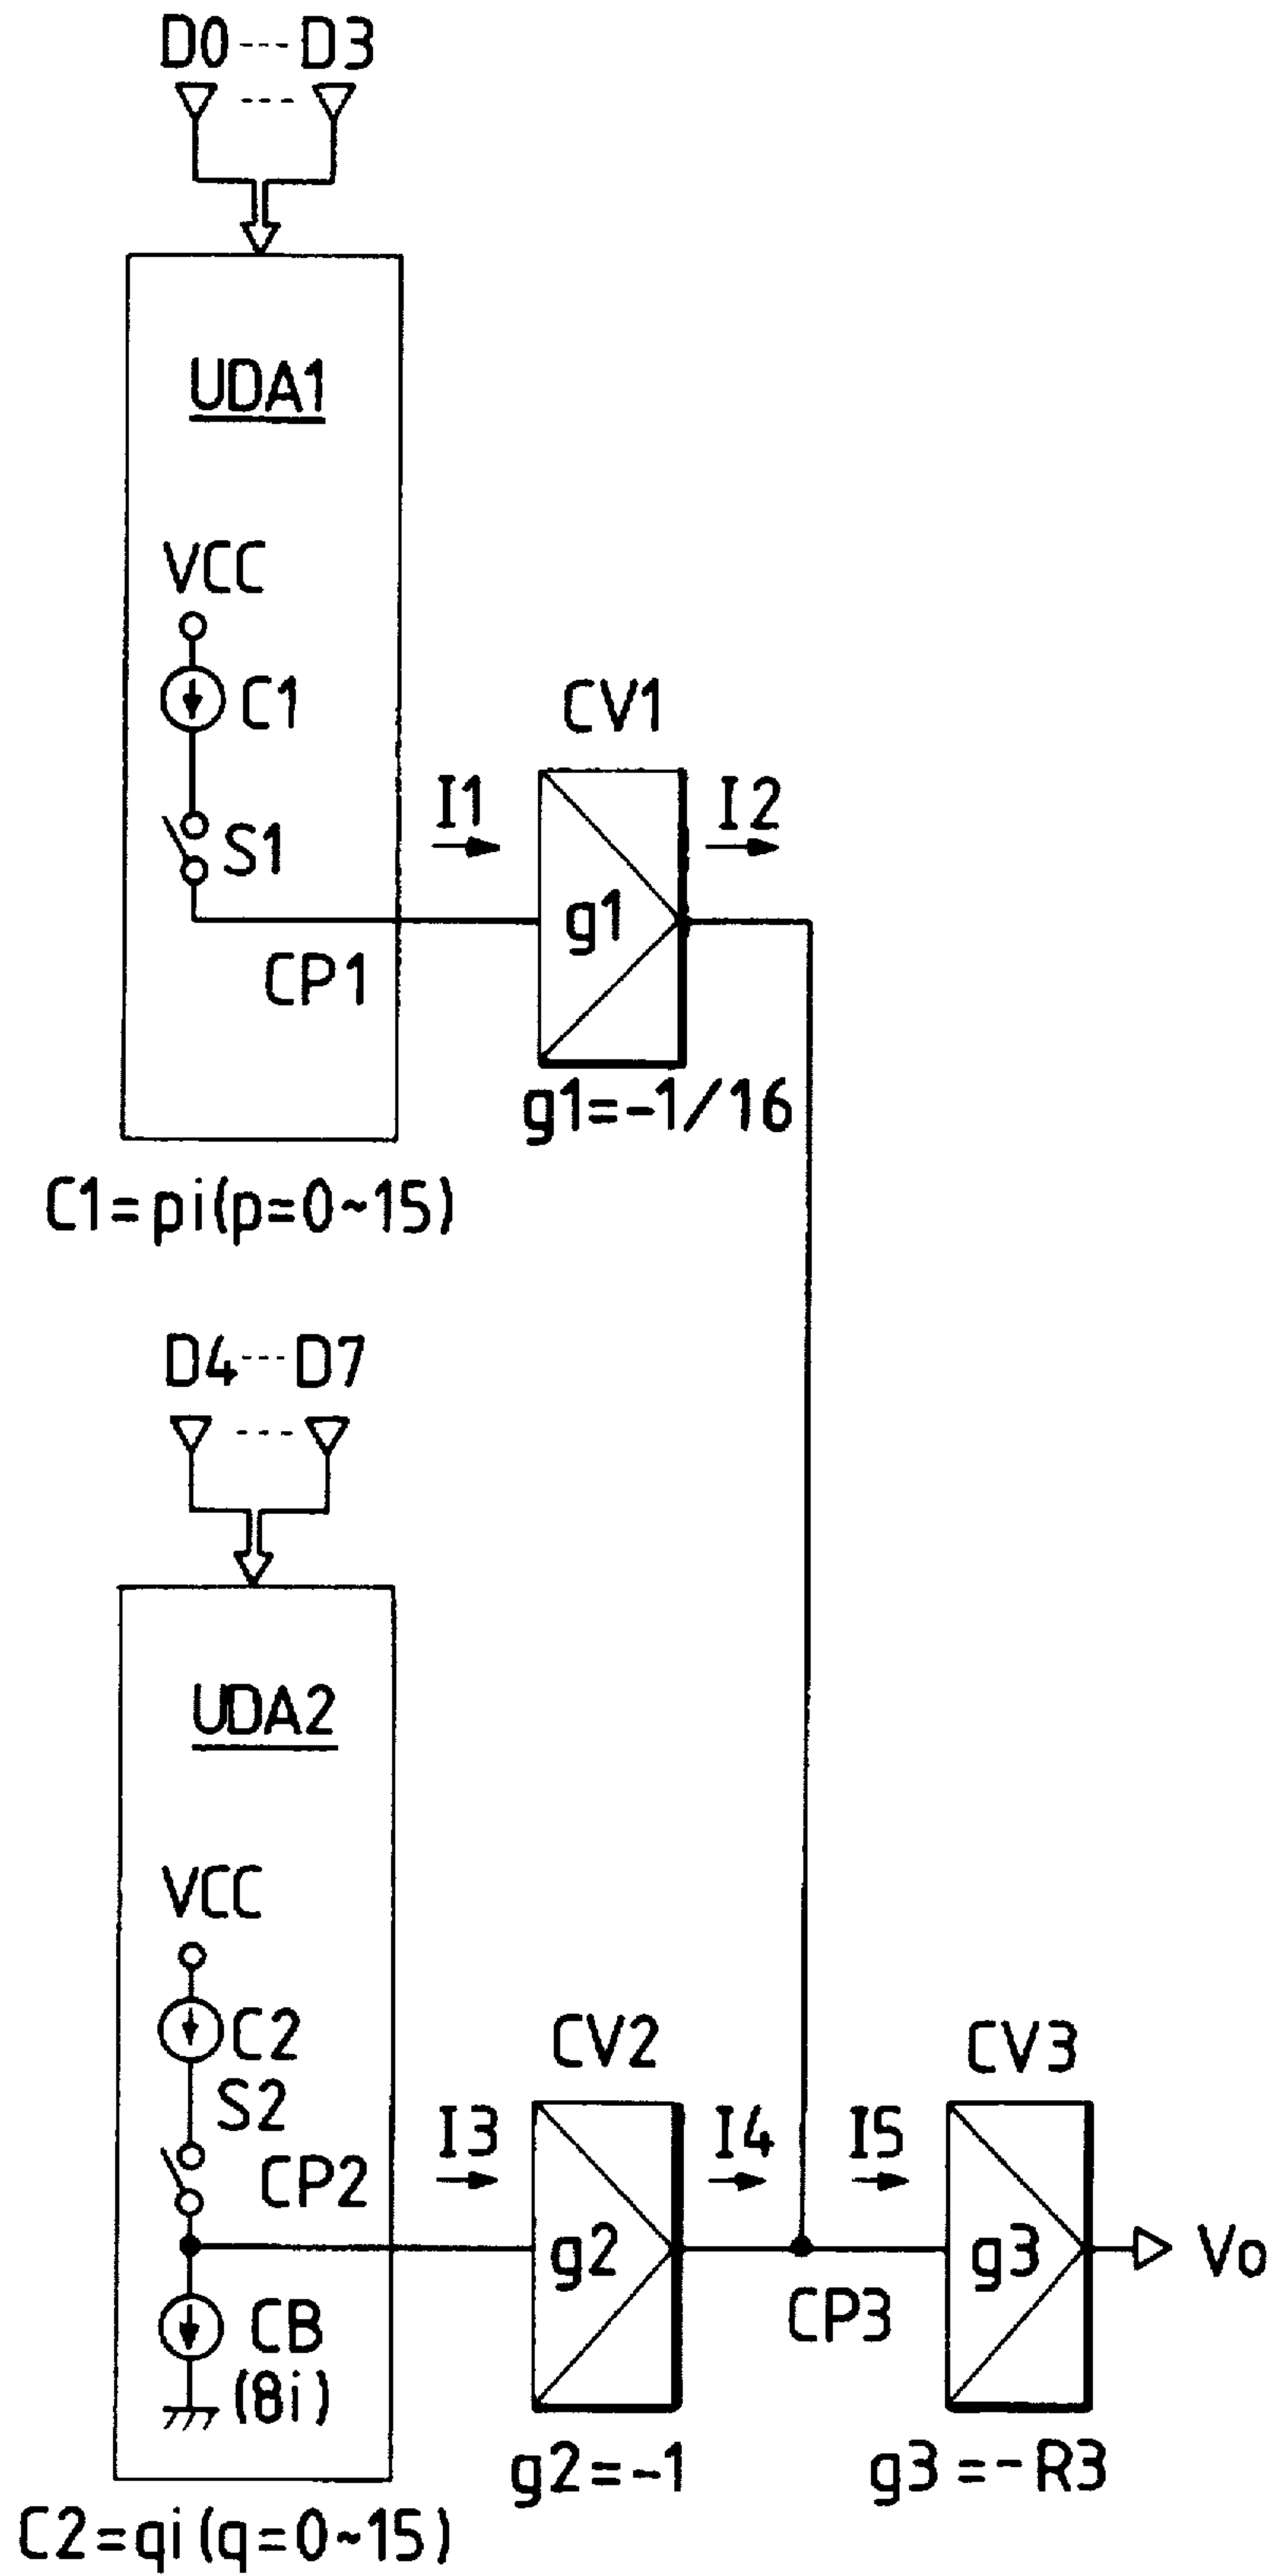 D0 ---- D3
----
UDA1
VCC
C1
S1
CP1
I1
CV1
I2
g1
g1=-1/16
C1=pi(p=0~15)
D4 --- D7
----
UDA2
VCC
C2
S2
CP2
CB
(8i)
I3
CV2
I4
I5
CV3
g2
g3
Vo
CP3
g2=-1
g3=-R3
C2=qi(q=0~15)